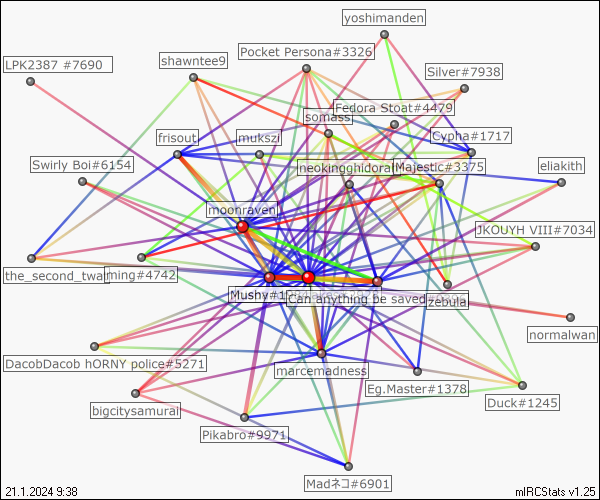 yoshimanden
Pocket Persona#3326
shawntee9
LPK2387 #7690
Silver#7938
Fedora Stoat#4479
somass
Cypha#1717
frisout
mukszi
Swirly Boi#6154
neokingghidorah
Majestic#3375
eliakith
moonraven
JKOUYH VIII#7034
the_second_twan
ming#4742
Mushy#1
Can anything be saved
zebula
normalwan
DacobDacob hORNY police#5271
marcemadness
Eg.Master#1378
bigcitysamurai
Duck#1245
Pikabro#9971
Madネコ#6901
21.1.2024 9:38
mIRCStats v1.25